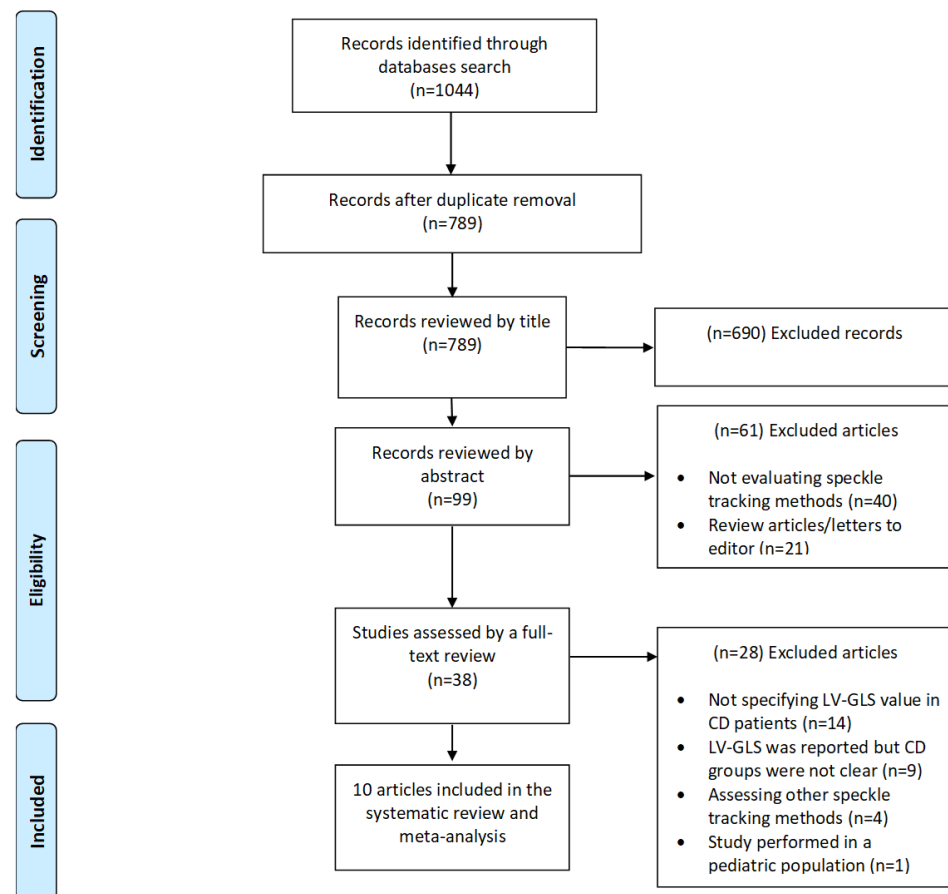 Identification
Records identified through
databases search
(n=1044)
Records after duplicate removal
(n=789)
Screening
Records reviewed by title
(n=789)
(n=690) Excluded records
Eligibility
Records reviewed by
abstract
(n=99)
(n=61) Excluded articles
• Not evaluating speckle
tracking methods (n=40)
• Review articles/letters to
editor (n=21)
Studies assessed by a full-
text review
(n=38)
(n=28) Excluded articles
• Not specifying LV-GLS value in
CD patients (n=14)
• LV-GLS was reported but CD
groups were not clear (n=9)
• Assessing other speckle
tracking methods (n=4)
• Study performed in a
pediatric population (n=1)
Included
10 articles included in the
systematic review and
meta-analysis